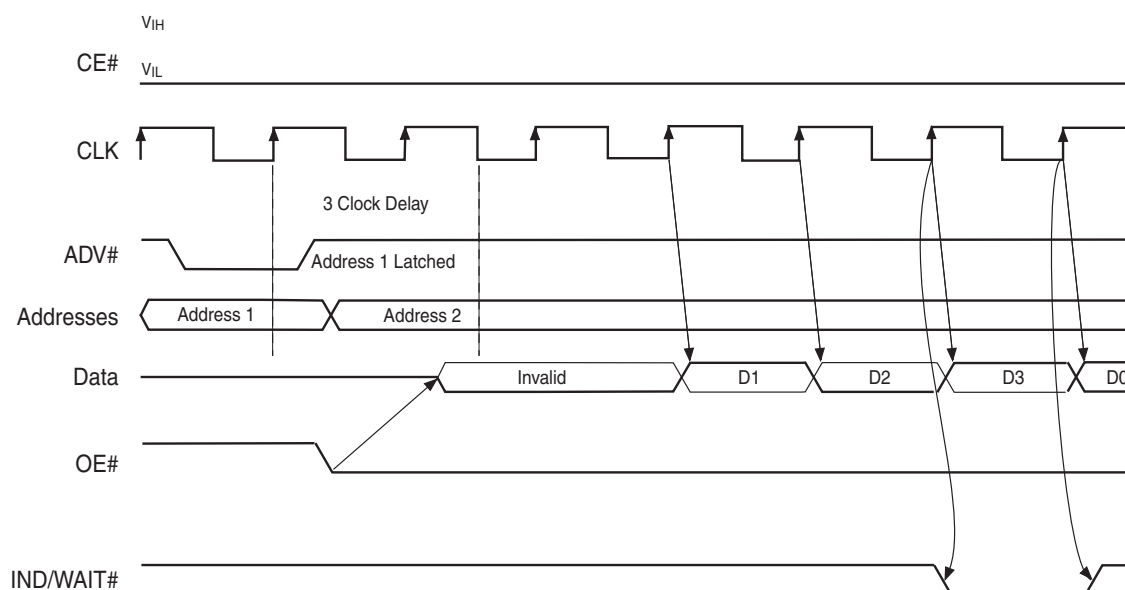 VIH
CE#
VIL
CLK
3 Clock Delay
ADV#
Address 1 Latched
Addresses
Address 1
Address 2
Data
Invalid
D1
D2
D3
D0
OE#
IND/WAIT#